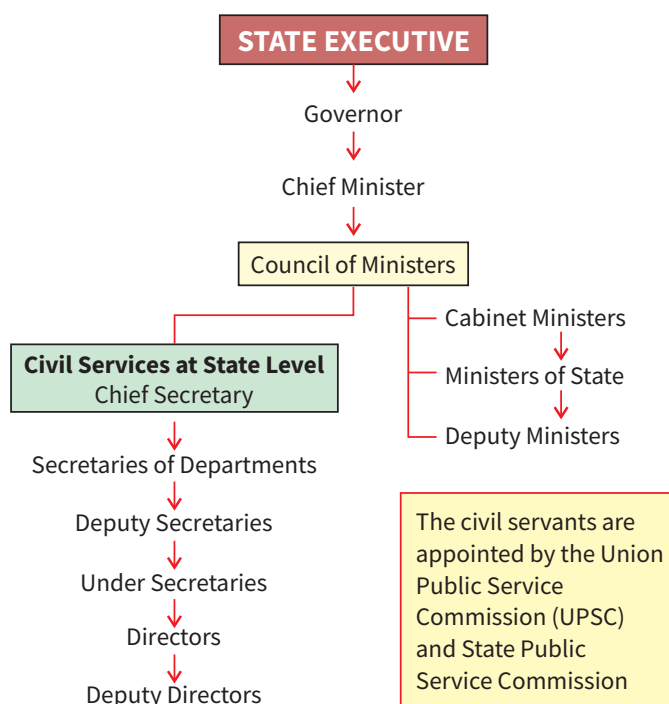 STATE EXECUTIVE
Governor
Chief Minister
Council of Ministers
Civil Services at State Level
Chief Secretary
Secretaries of Departments
Deputy Secretaries
Under Secretaries
Directors
Deputy Directors
Cabinet Ministers
Ministers of State
Deputy Ministers
The civil servants are
appointed by the Union
Public Service
Commission (UPSC)
and State Public
Service Commission